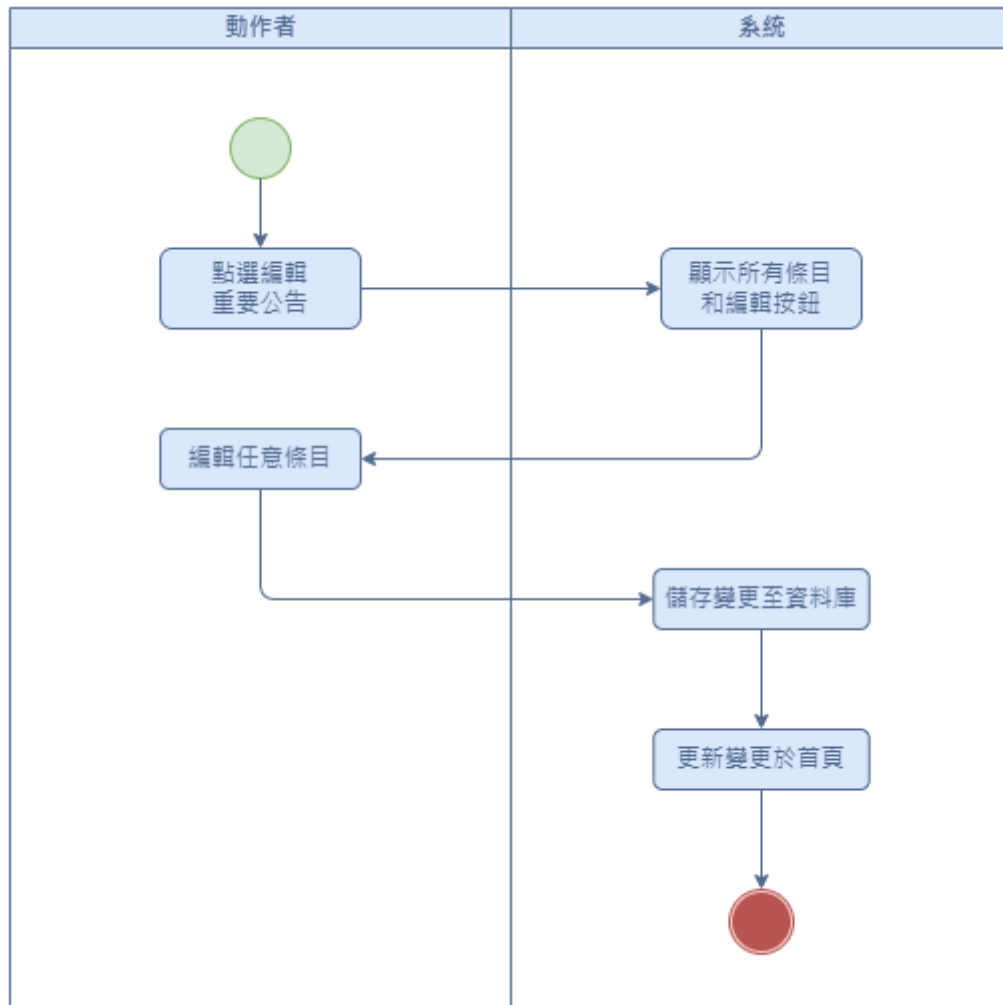 動作者
系統
點選編輯
重要公告
顯示所有條目
和編輯按鈕
編輯任意條目
儲存變更至資料庫
更新變更於首頁